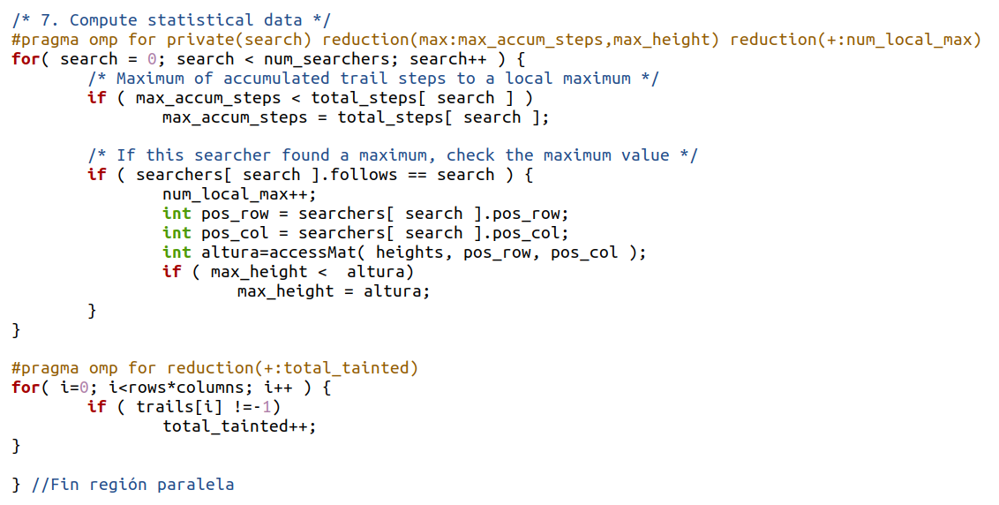 /* 7. Compute statistical data */
#pragma omp for private(search) reduction(max:max_accum_steps,max_height) reduction(+:num_local_max)
for( search = 0; search < num_searchers; search++ ) {
/* Maximum of accumulated trail steps to a local maximum */
if ( max_accum_steps < total_steps[ search ] )
max_accum_steps = total_steps[ search ];
/* If this searcher found a maximum, check the maximum value */
if ( searchers[ search ].follows == search ) {
num_local_max++;
int pos_row = searchers[ search ].pos_row;
int pos_col = searchers[ search ].pos_col;
int altura=accessMat( heights, pos_row, pos_col );
if ( max_height <  altura)
max_height = altura;
}
}
#pragma omp for reduction(+:total_tainted)
for( i=0; i<rows*columns; i++ ) {
if ( trails[i] !=-1)
total_tainted++;
}
} //Fin región paralela